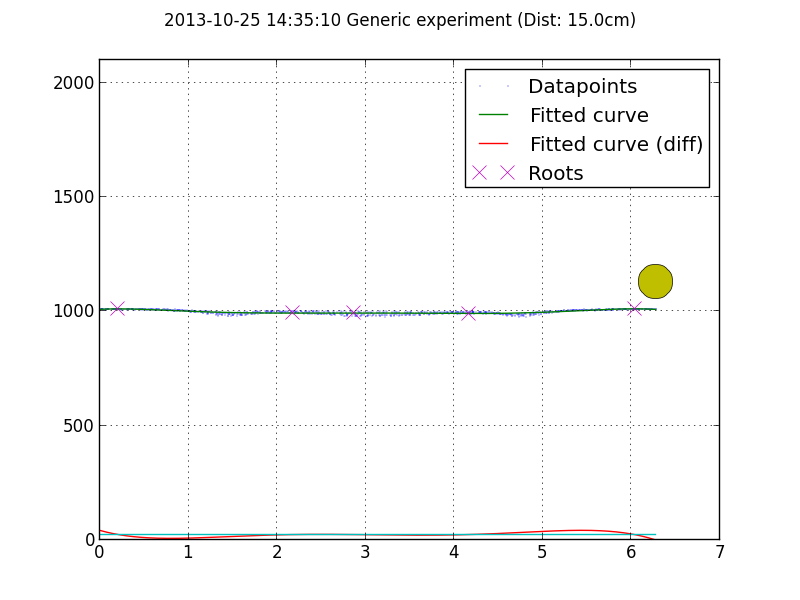 2013-10-25 14:35:10 Generic experiment (Dist: 15.0cm)
2000
1500
1000
500
0
Datapoints
Fitted curve
Fitted curve (diff)
Roots
0 1 2 3 4 5 6 7